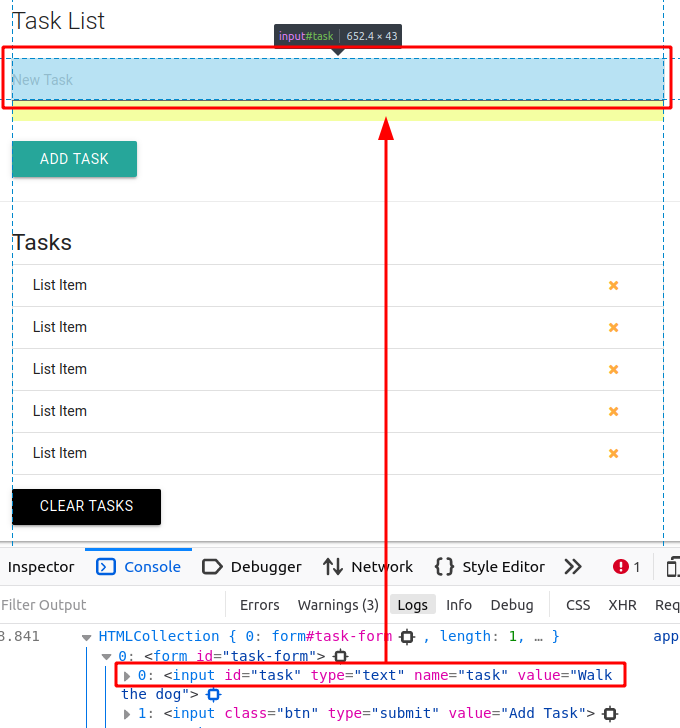 Task List
input#task | 652.4 × 43
New Task
ADD TASK
Tasks
List Item
List Item
List Item
List Item
List Item
CLEAR TASKS
Inspector Console Debugger Network Style Editor 1
Filter Output Errors Warnings (3) Logs Info Debug CSS XHR Req
3.841 HTMLCollection { 0: form#task-form , length: 1, … } app
0: <form id="task-form">
0: <input id="task" type="text" name="task" value="Walk
the dog">
1: <input class="btn" type="submit" value="Add Task">